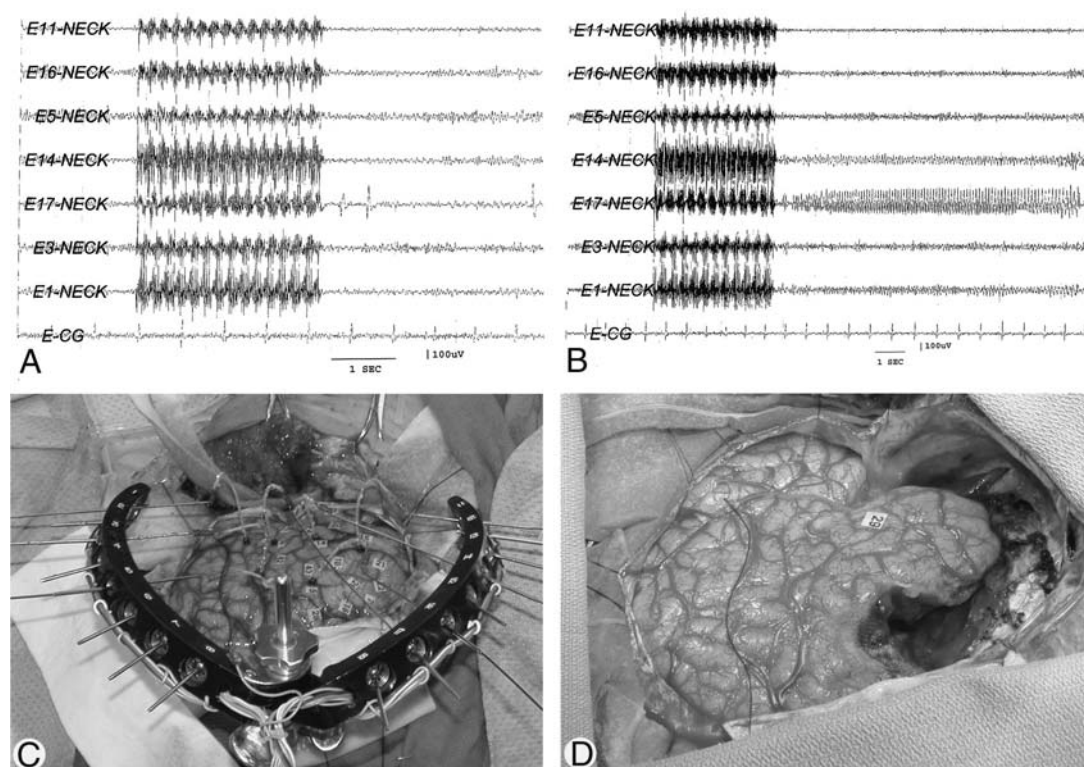 E11-NECK
E16-NECK
E5-NECK
E14-NECK
E17-NECK
E3-NECK
E1-NECK
E-CG
A
1 SEC
100uV
E11-NECK
E16-NECK
E5-NECK
E14-NECK
E17-NECK
E3-NECK
E1-NECK
E-CG
B
1 SEC
100uV
C
D
29